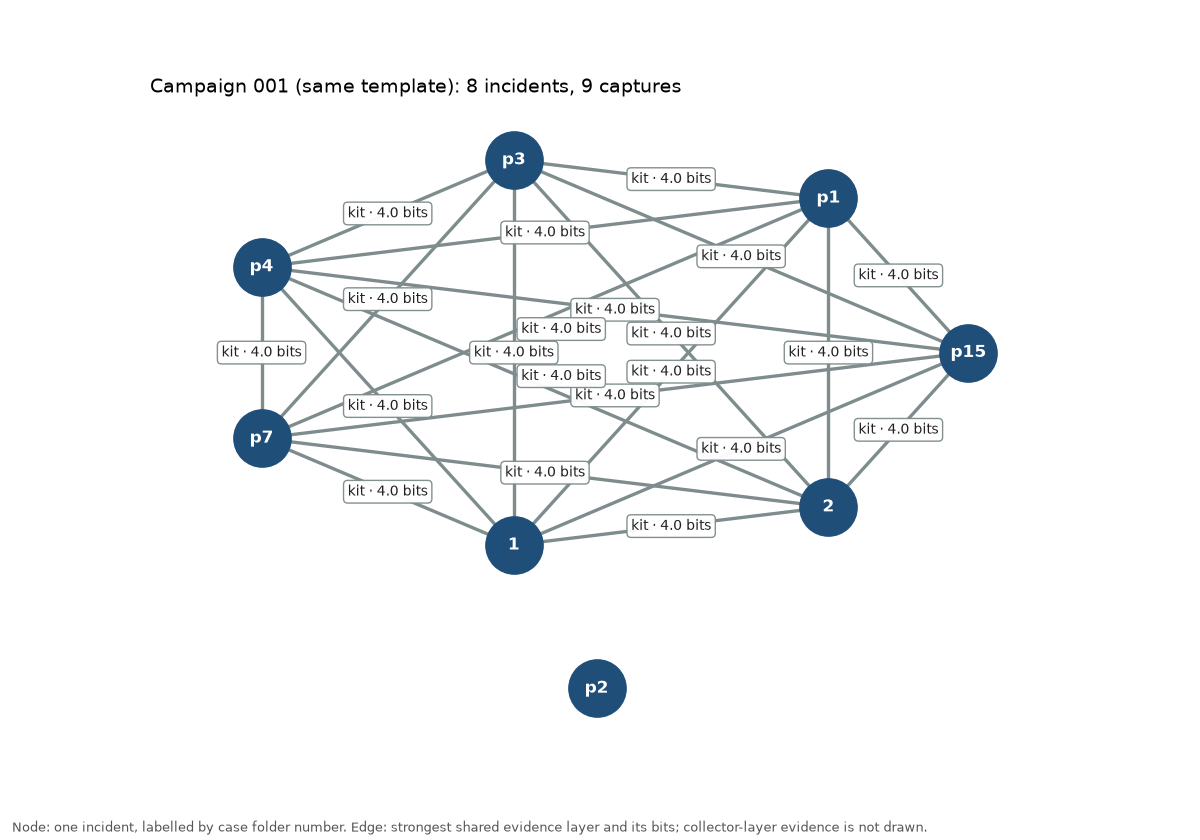 Campaign 001 (same template): 8 incidents, 9 captures
p3
kit · 4.0 bits
p1
kit · 4.0 bits
kit · 4.0 bits
kit · 4.0 bits
p4
kit · 4.0 bits
kit · 4.0 bits
kit · 4.0 bits
kit · 4.0 bits
kit · 4.0 bits
kit · 4.0 bits
kit · 4.0 bits
kit · 4.0 bits
p15
kit · 4.0 bits
kit · 4.0 bits
kit · 4.0 bits
kit · 4.0 bits
kit · 4.0 bits
p7
kit · 4.0 bits
kit · 4.0 bits
kit · 4.0 bits
2
kit · 4.0 bits
1
p2
Node: one incident, labelled by case folder number. Edge: strongest shared evidence layer and its bits; collector-layer evidence is not drawn.